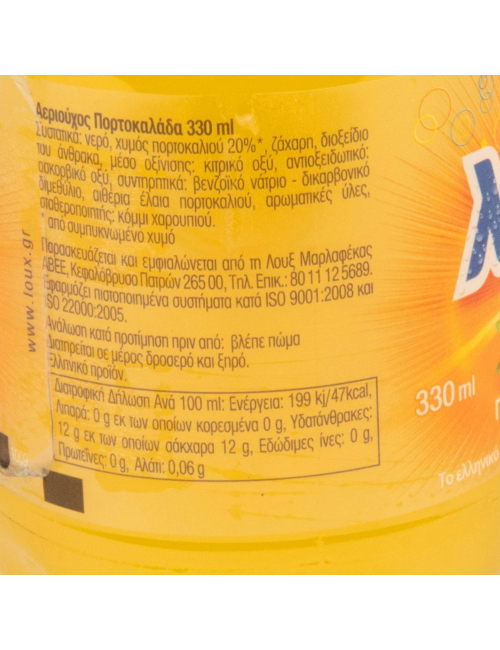 Αεριούχος Πορτοκαλάδα 330 ml
Συστατικά: νερό, χυμός πορτοκαλιού 20%*, ζάχαρη, διοξείδιο
του άνθρακα, μέσο οξίνισης: κιτρικό οξύ, αντιοξειδωτικό:
ασκορβικό οξύ, συντηρητικά: βενζοϊκό νάτριο - δικαρβονικό
διμεθύλιο, αιθέρια έλαια πορτοκαλιού, αρωματικές ύλες,
σταθεροποιητής: κόμμι χαρουπιού.
* από συμπυκνωμένο χυμό
Παρασκευάζεται και εμφιαλώνεται από τη Λουξ Μαρλαφέκας
ΑΒΕΕ, Κεφαλόβρυσο Πατρών 265 00, Τηλ. Επικ.: 80 11 12 5689.
Εφαρμόζει πιστοποιημένα συστήματα κατά ISO 9001:2008 και
ISO 22000:2005.
Ανάλωση κατά προτίμηση πριν από: βλέπε πώμα
Διατηρείται σε μέρος δροσερό και ξηρό.
Ελληνικό προϊόν.
Διατροφική Δήλωση Ανά 100 ml: Ενέργεια: 199 kj/47kcal,
Λιπαρά: 0 g εκ των οποίων κορεσμένα 0 g, Υδατάνθρακες:
12 g εκ των οποίων σάκχαρα 12 g, Εδώδιμες ίνες: 0 g,
Πρωτεΐνες: 0 g, Αλάτι: 0,06 g
www.loux.gr
330 ml
Το ελληνικό